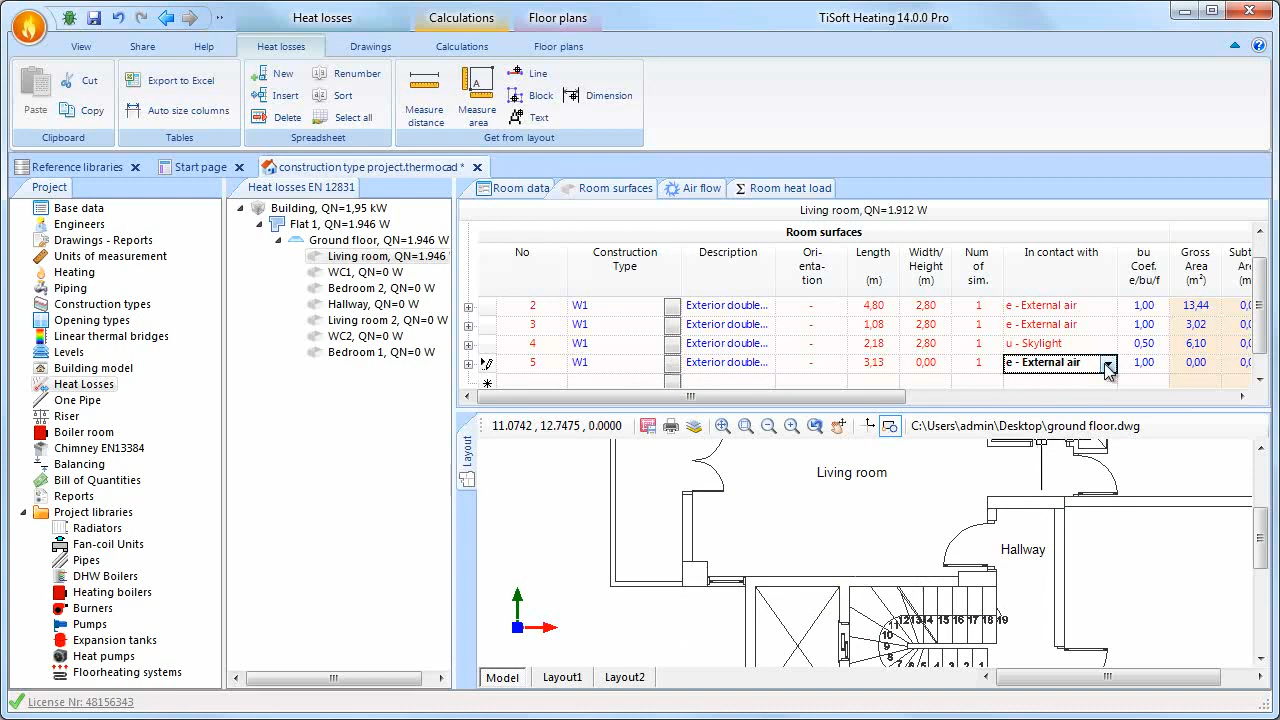 Heat losses
Calculations
Floor plans
TiSoft Heating 14.0.0 Pro
View
Share
Help
Heat losses
Drawings
Calculations
Floor plans
Paste
Cut
Copy
Clipboard
Export to Excel
Auto size columns
Tables
New
Renumber
Insert
Sort
Delete
Select all
Spreadsheet
Measure distance
Measure area
Line
Block
Dimension
Text
Get from layout
Reference libraries
Start page
construction type project.thermocad *
Project
Base data
Engineers
Drawings - Reports
Units of measurement
Heating
Piping
Construction types
Opening types
Linear thermal bridges
Levels
Building model
Heat Losses
One Pipe
Riser
Boiler room
Chimney EN13384
Balancing
Bill of Quantities
Reports
Project libraries
Radiators
Fan-coil Units
Pipes
DHW Boilers
Heating boilers
Burners
Pumps
Expansion tanks
Heat pumps
Floorheating systems
Heat losses EN 12831
Building, QN=1,95 kW
Flat 1, QN=1.946 W
Ground floor, QN=1.946 W
Living room, QN=1.946
WC1, QN=0 W
Bedroom 2, QN=0 W
Hallway, QN=0 W
Living room 2, QN=0 W
WC2, QN=0 W
Bedroom 1, QN=0 W
Room data
Room surfaces
Air flow
Σ Room heat load
Living room, QN=1.912 W
Room surfaces
No
Construction Type
Description
Ori- enta- tion
Length (m)
Width/ Height (m)
Num of sim.
In contact with
bu Coef. e/bu/f
Gross Area (m²)
2 W1 Exterior double... - 4,80 2,80 1 e - External air 1,00 13,44
3 W1 Exterior double... - 1,08 2,80 1 e - External air 1,00 3,02
4 W1 Exterior double... - 2,18 2,80 1 u - Skylight 0,50 6,10
5 W1 Exterior double... - 3,13 0,00 1 e - External air 1,00 0,00
Layout
11.0742 , 12.7475 , 0.0000
C:\Users\admin\Desktop\ground floor.dwg
Living room
Hallway
11 12 13 14 15 16 17 18 19
10
9
8
7 6 5 4 3 2 1
Model
Layout1
Layout2
License Nr: 48156343